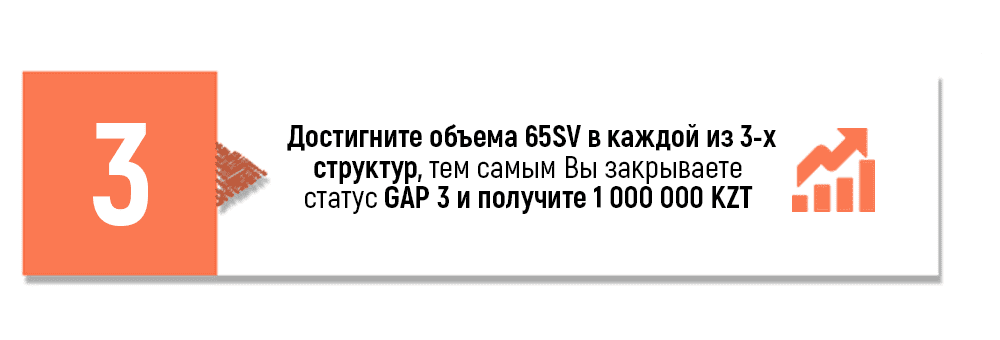 3
Достигните объема 65SV в каждой из 3-х
структур, тем самым Вы закрываете
статус GAP 3 и получите 1 000 000 KZT